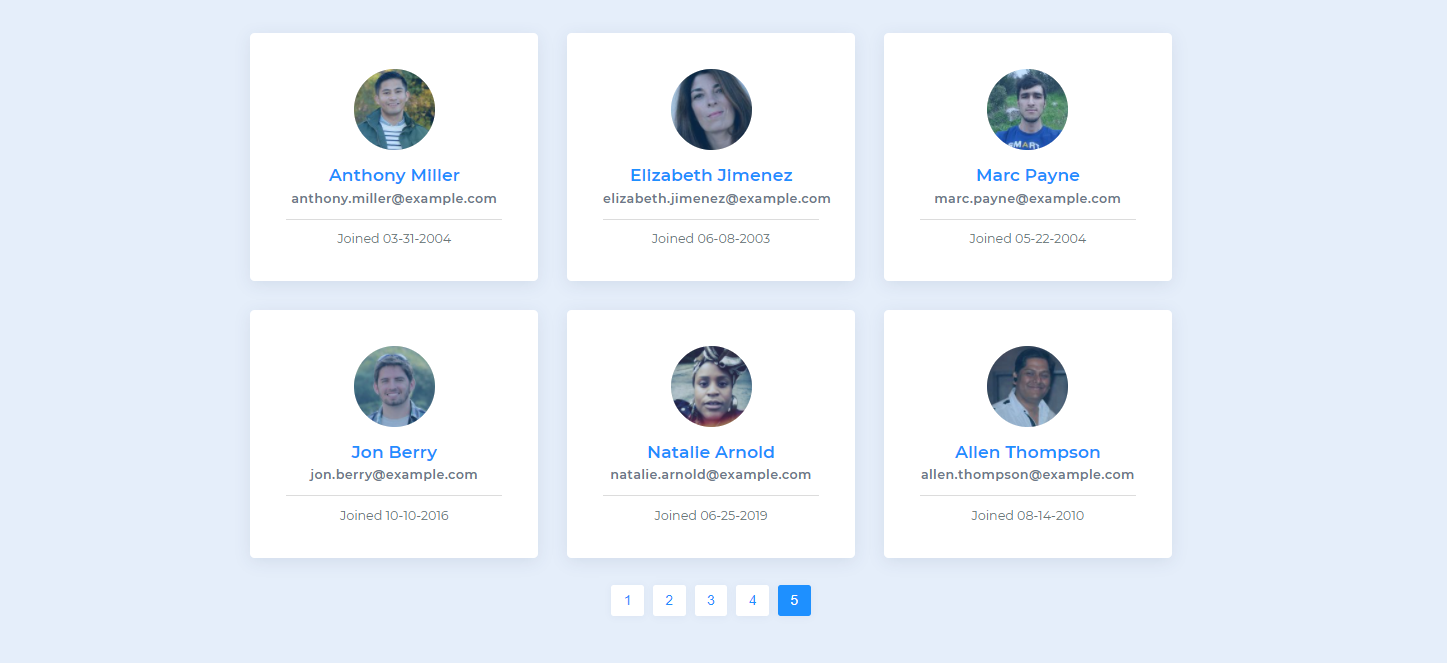 Anthony Miller
anthony.miller@example.com
Joined 03-31-2004
Elizabeth Jimenez
elizabeth.jimenez@example.com
Joined 06-08-2003
Marc Payne
marc.payne@example.com
Joined 05-22-2004
SMART
Jon Berry
jon.berry@example.com
Joined 10-10-2016
Natalie Arnold
natalie.arnold@example.com
Joined 06-25-2019
Allen Thompson
allen.thompson@example.com
Joined 08-14-2010
1 2 3 4 5